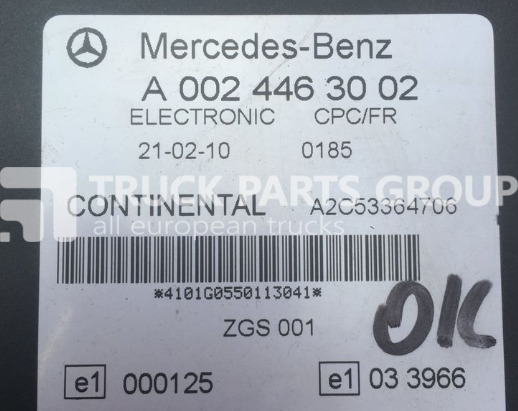 Mercedes-Benz
A 002 446 30 02
ELECTRONIC CPC/FR
21-02-10 0185
TRUCK PARTS GROUP
CONTINENTAL A2C53364706
all european trucks
*4101G0550113041*
ZGS 001
OK
e1 000125 e1 03 3966